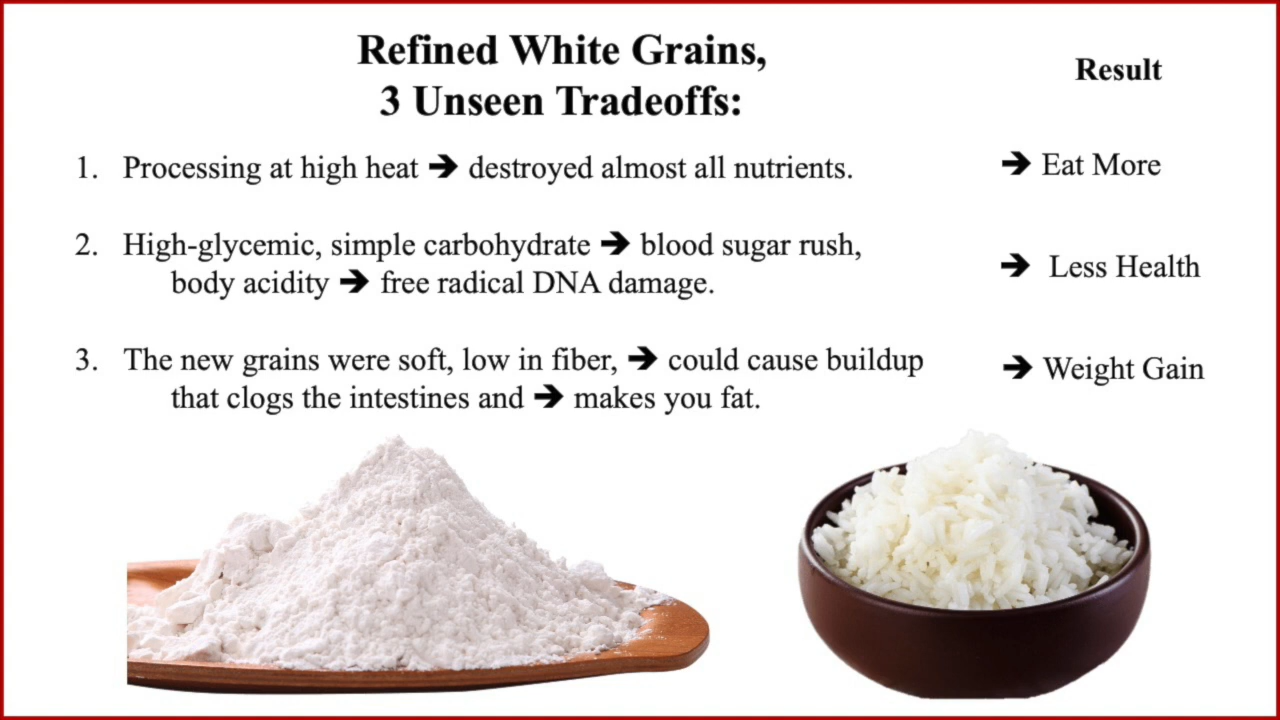 Refined White Grains,
3 Unseen Tradeoffs:
Result
1. Processing at high heat ➔ destroyed almost all nutrients.
➔ Eat More
2. High-glycemic, simple carbohydrate ➔ blood sugar rush,
body acidity ➔ free radical DNA damage.
➔ Less Health
3. The new grains were soft, low in fiber, ➔ could cause buildup
that clogs the intestines and ➔ makes you fat.
➔ Weight Gain